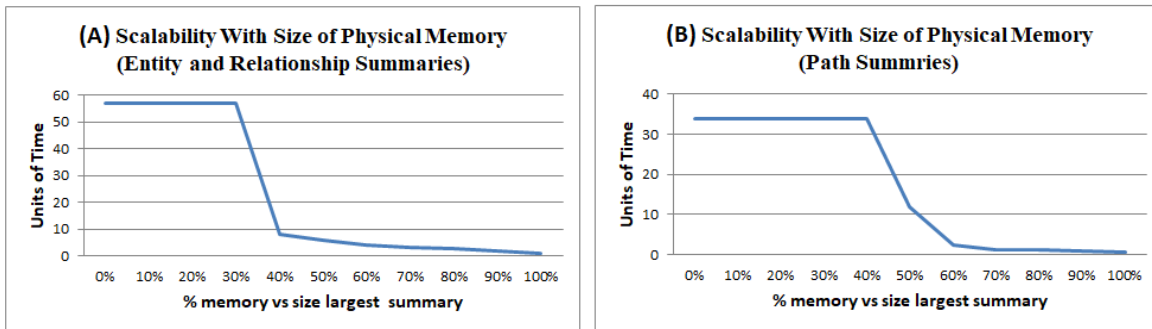 (A) Scalability With Size of Physical Memory
(Entity and Relationship Summaries)
60
50
40
30
20
10
0
Units of Time
0% 10% 20% 30% 40% 50% 60% 70% 80% 90% 100%
% memory vs size largest summary
(B) Scalability With Size of Physical Memory
(Path Summries)
40
30
20
10
0
Units of Time
0% 10% 20% 30% 40% 50% 60% 70% 80% 90% 100%
% memory vs size largest summary